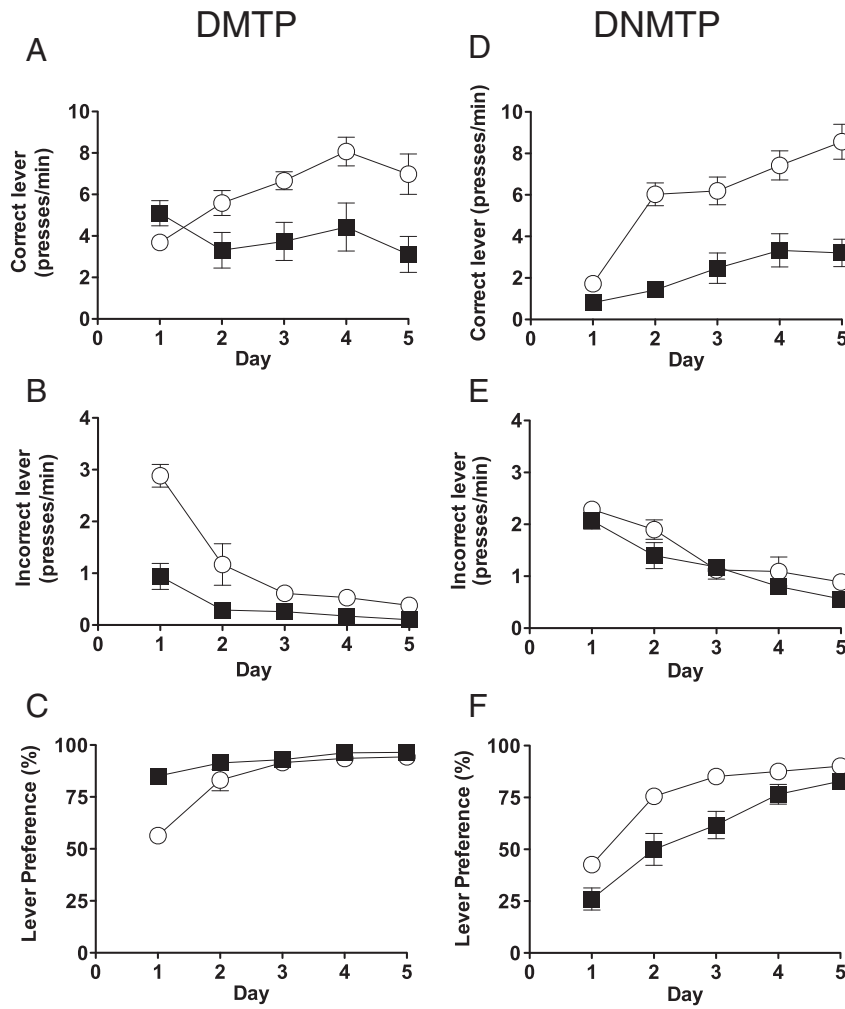 DMTP
DNMTP
A
Correct lever
(presses/min)
10
8
6
4
2
0
0 1 2 3 4 5
Day
D
Correct lever (presses/min)
10
8
6
4
2
0
0 1 2 3 4 5
Day
B
Incorrect lever
(presses/min)
4
3
2
1
0
0 1 2 3 4 5
Day
E
Incorrect lever
(presses/min)
4
3
2
1
0
0 1 2 3 4 5
Day
C
Lever Preference (%)
100
75
50
25
0
0 1 2 3 4 5
Day
F
Lever Preference (%)
100
75
50
25
0
0 1 2 3 4 5
Day